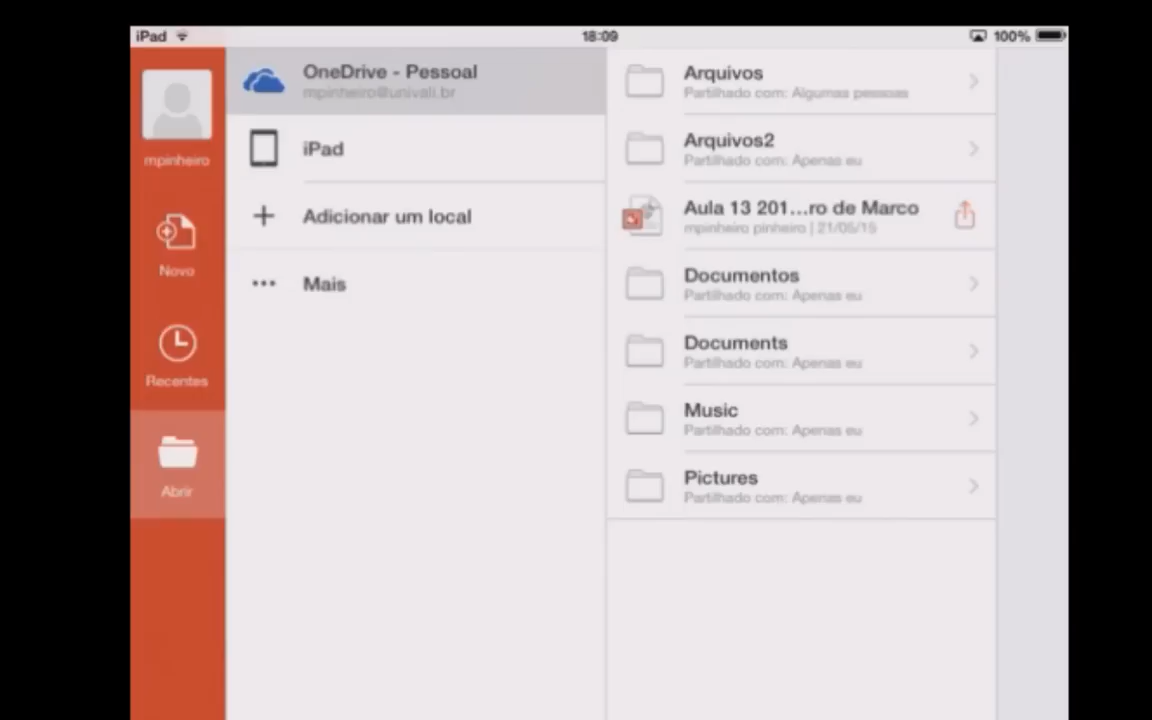 iPad
18:09
100%
mpinheiro
Novo
Recentes
Abrir
OneDrive - Pessoal
mpinheiro@univali.br
iPad
Adicionar um local
Mais
Arquivos
Partilhado com: Algumas pessoas
Arquivos2
Partilhado com: Apenas eu
Aula 13 201...ro de Marco
mpinheiro pinheiro | 21/05/15
Documentos
Partilhado com: Apenas eu
Documents
Partilhado com: Apenas eu
Music
Partilhado com: Apenas eu
Pictures
Partilhado com: Apenas eu